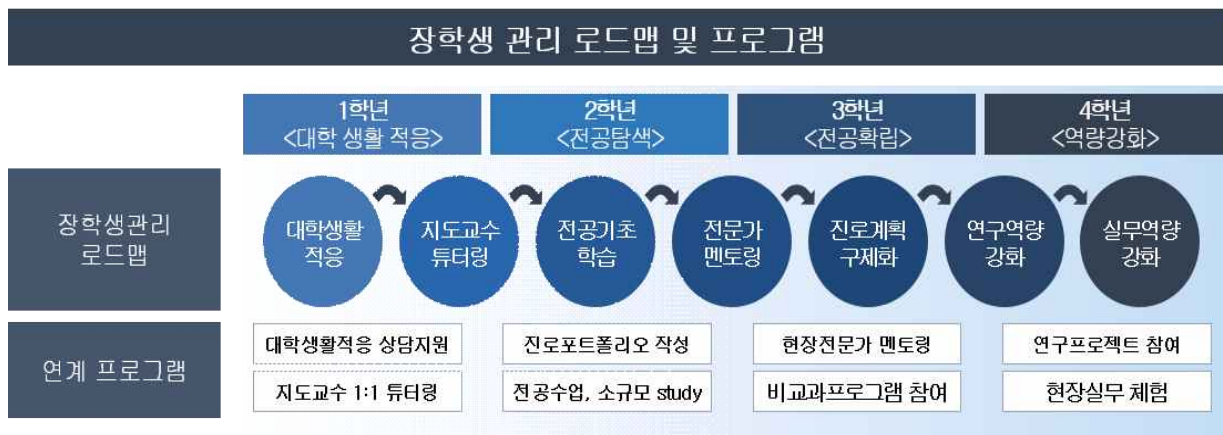 장학생 관리 로드맵 및 프로그램
1학년
<대학 생활 적응>
2학년
<전공탐색>
3학년
<전공확립>
4학년
<역량강화>
장학생관리
로드맵
대학생활
적응
지도교수
튜터링
전공기초
학습
전문가
멘토링
진로계획
구제화
연구역량
강화
실무역량
강화
연계 프로그램
대학생활적응 상담지원
진로포트폴리오 작성
현장전문가 멘토링
연구프로젝트 참여
지도교수 1:1 튜터링
전공수업, 소규모 study
비교과프로그램 참여
현장실무 체험